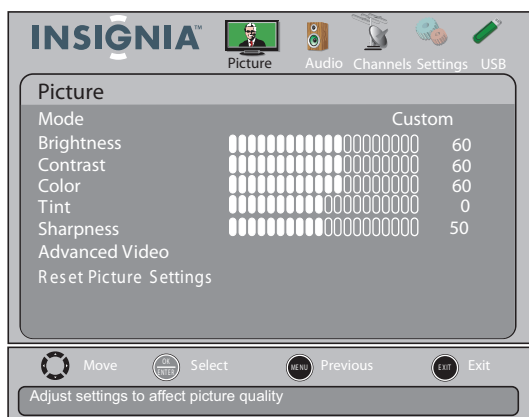 INSIGNIA™
Picture Audio Channels Settings USB
Picture
Mode Custom
Brightness 60
Contrast 60
Color 60
Tint 0
Sharpness 50
Advanced Video
Reset Picture Settings
Move OK ENTER Select MENU Previous EXIT Exit
Adjust settings to affect picture quality